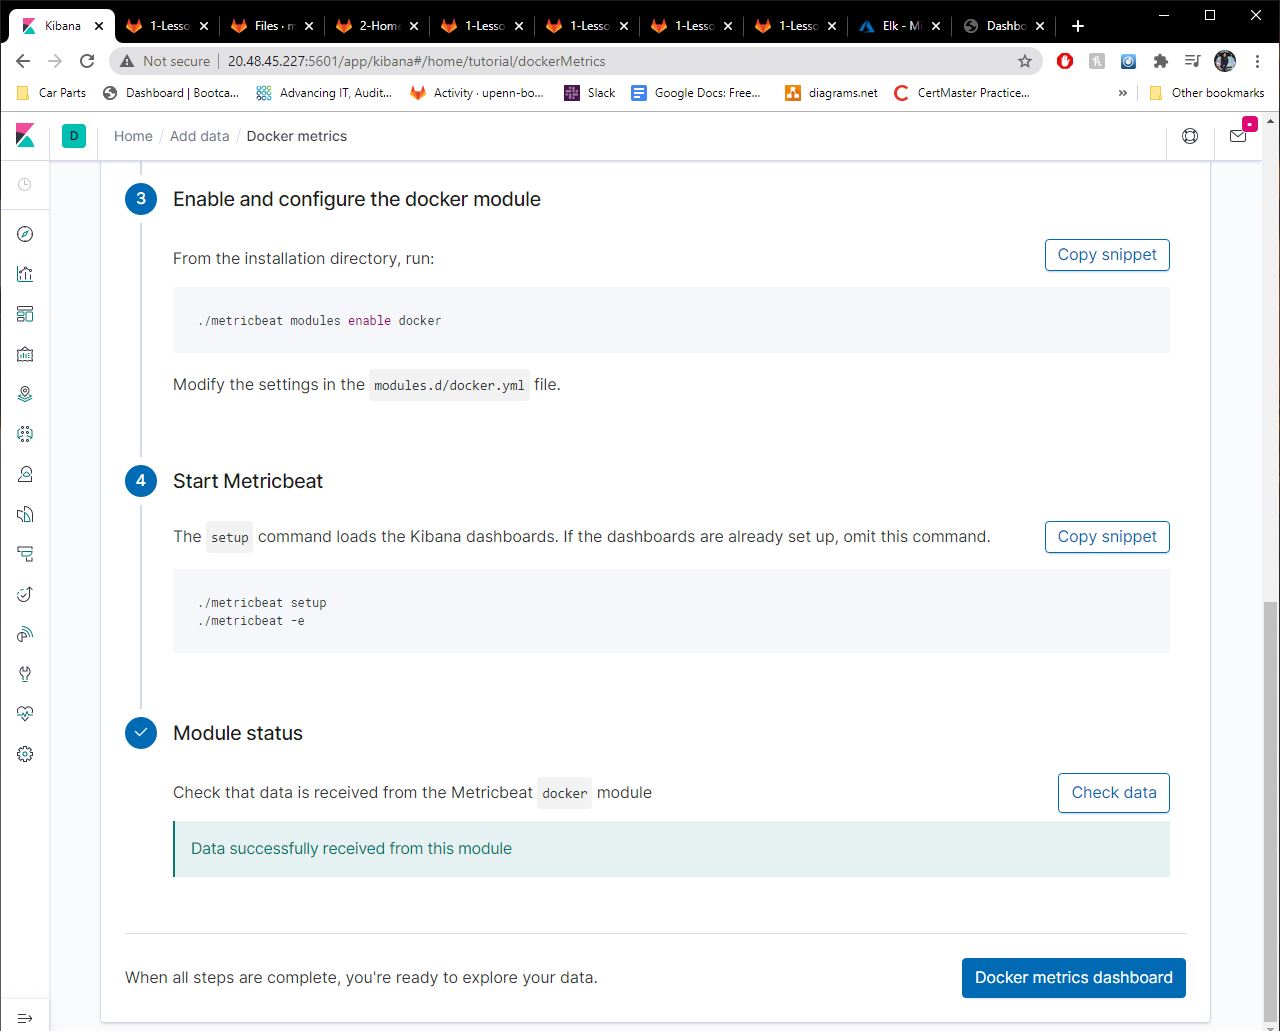 Kibana
1-Lesso
Files · m
2-Home
1-Lesso
1-Lesso
1-Lesso
1-Lesso
Elk - Mi
Dashbo
Not secure | 20.48.45.227:5601/app/kibana#/home/tutorial/dockerMetrics
Car Parts
Dashboard | Bootca...
Advancing IT, Audit...
Activity · upenn-bo...
Slack
Google Docs: Free...
diagrams.net
CertMaster Practice...
»
Other bookmarks
D
Home / Add data / Docker metrics
3 Enable and configure the docker module
From the installation directory, run:
Copy snippet
./metricbeat modules enable docker
Modify the settings in the modules.d/docker.yml file.
4 Start Metricbeat
The setup command loads the Kibana dashboards. If the dashboards are already set up, omit this command.
Copy snippet
./metricbeat setup
./metricbeat -e
Module status
Check that data is received from the Metricbeat docker module
Check data
Data successfully received from this module
When all steps are complete, you're ready to explore your data.
Docker metrics dashboard